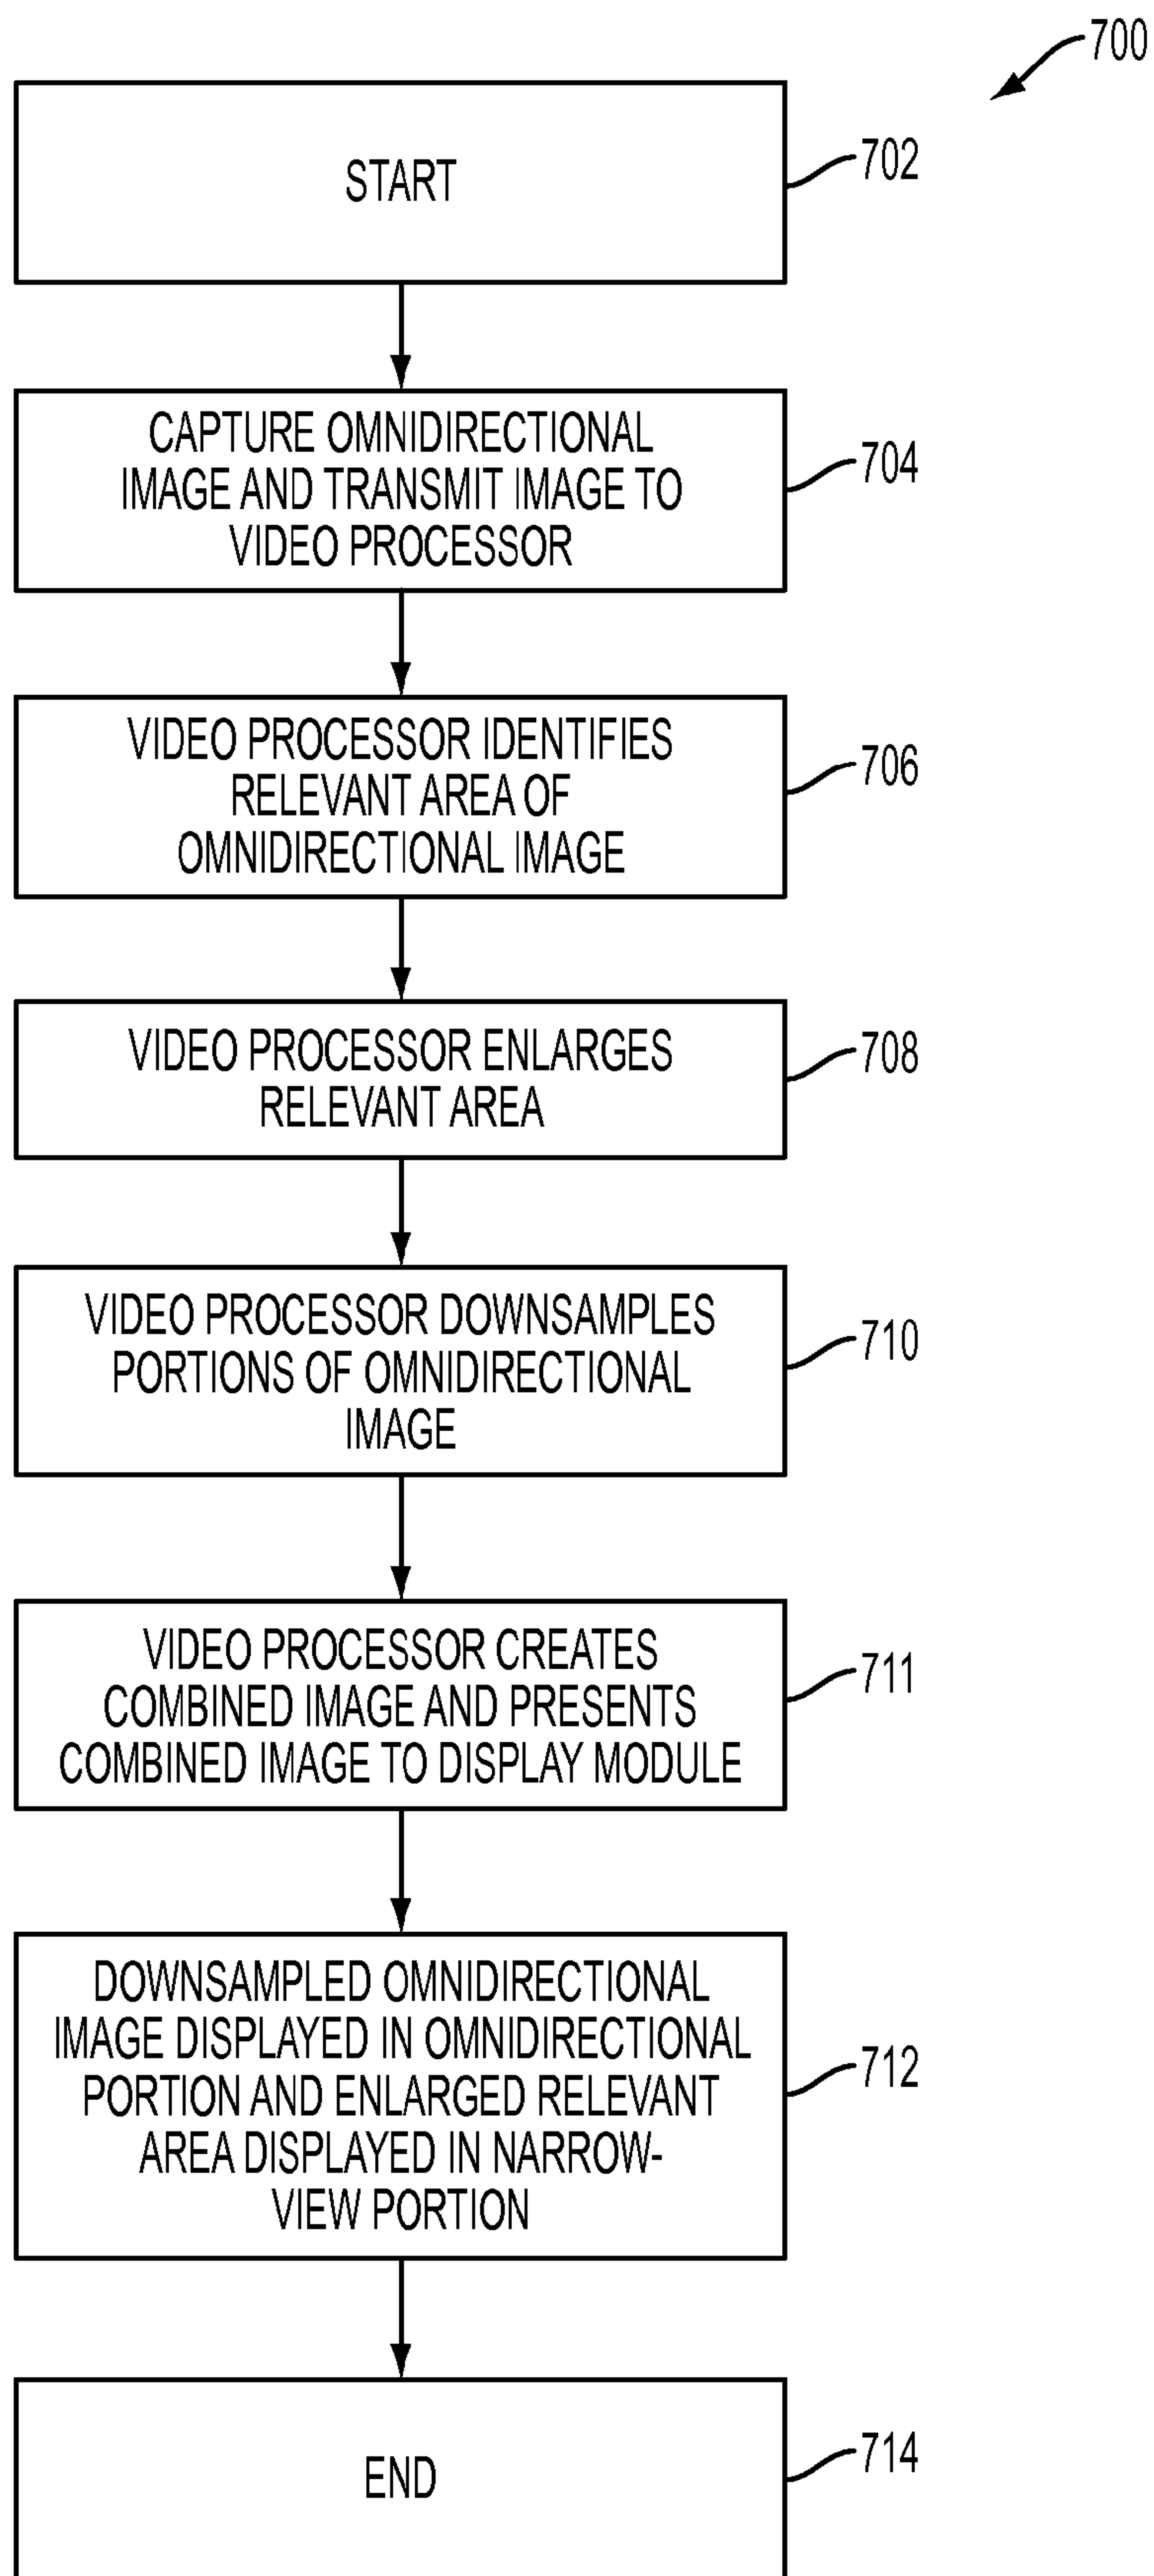 700
START
702
CAPTURE OMNIDIRECTIONAL
IMAGE AND TRANSMIT IMAGE TO
VIDEO PROCESSOR
704
VIDEO PROCESSOR IDENTIFIES
RELEVANT AREA OF
OMNIDIRECTIONAL IMAGE
706
VIDEO PROCESSOR ENLARGES
RELEVANT AREA
708
VIDEO PROCESSOR DOWNSAMPLES
PORTIONS OF OMNIDIRECTIONAL
IMAGE
710
VIDEO PROCESSOR CREATES
COMBINED IMAGE AND PRESENTS
COMBINED IMAGE TO DISPLAY MODULE
711
DOWNSAMPLED OMNIDIRECTIONAL
IMAGE DISPLAYED IN OMNIDIRECTIONAL
PORTION AND ENLARGED RELEVANT
AREA DISPLAYED IN NARROW-
VIEW PORTION
712
END
714